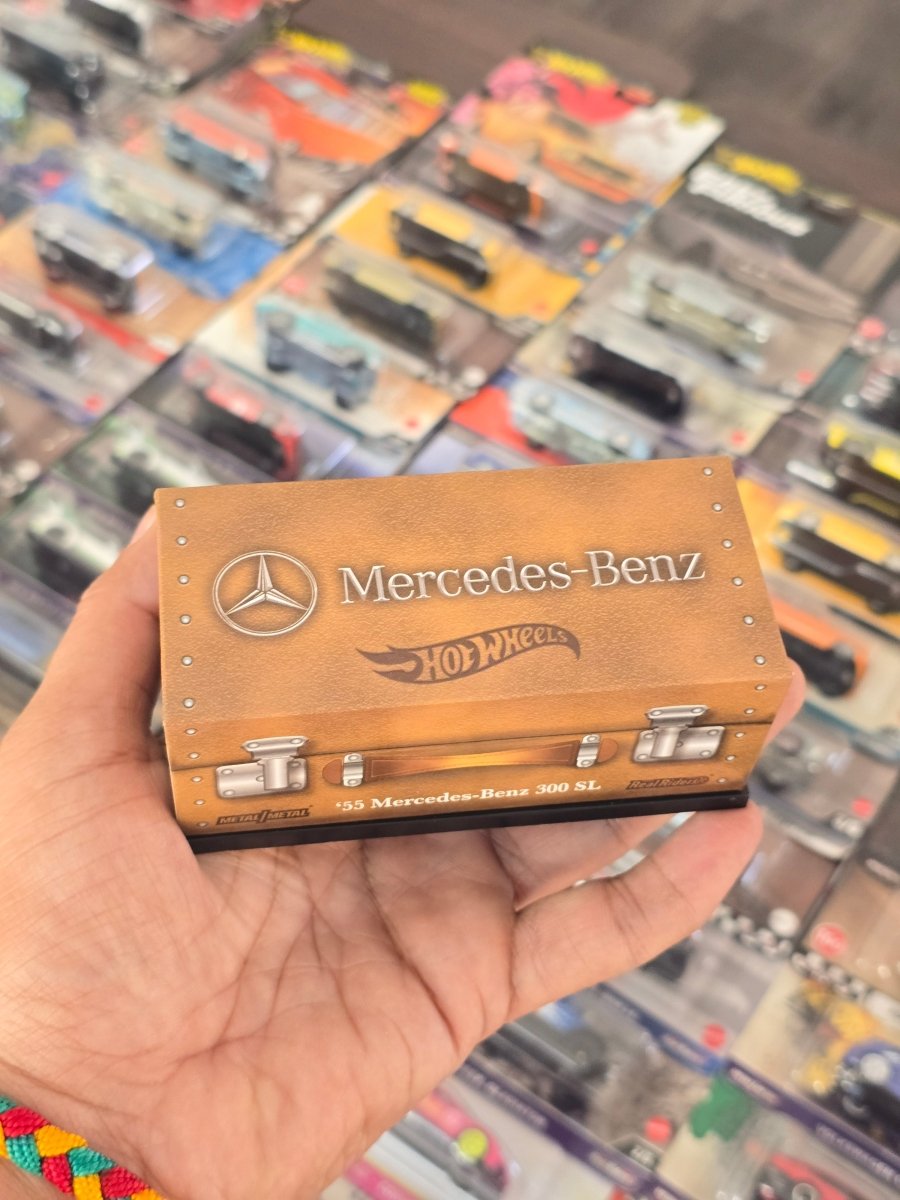 Mercedes-Benz
HOT WHEELS
'55 Mercedes-Benz 300 SL
METAL/METAL
Real Riders